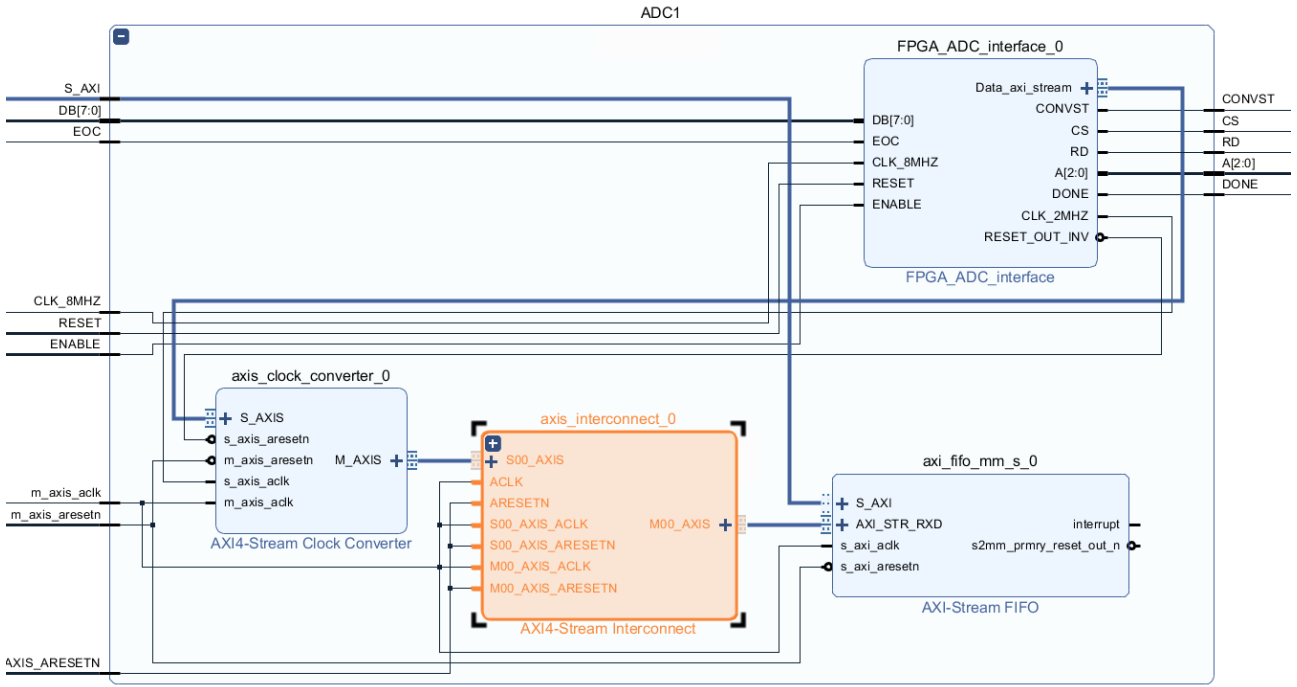 ADC1
FPGA_ADC_interface_0
S_AXI
DB[7:0]
EOC
Data_axi_stream
CONVST
CS
RD
A[2:0]
DONE
CLK_2MHZ
RESET_OUT_INV
DB[7:0]
EOC
CLK_8MHZ
RESET
ENABLE
FPGA_ADC_interface
CONVST
CS
RD
A[2:0]
DONE
CLK_8MHZ
RESET
ENABLE
axis_clock_converter_0
S_AXIS
s_axis_aresetn
m_axis_aresetn
s_axis_aclk
m_axis_aclk
M_AXIS
AXI4-Stream Clock Converter
m_axis_aclk
m_axis_aresetn
axis_interconnect_0
S00_AXIS
ACLK
ARESETN
S00_AXIS_ACLK
S00_AXIS_ARESETN
M00_AXIS_ACLK
M00_AXIS_ARESETN
M00_AXIS
AXI4-Stream Interconnect
axi_fifo_mm_s_0
S_AXI
AXI_STR_RXD
s_axi_aclk
s_axi_aresetn
interrupt
s2mm_prmry_reset_out_n
AXI-Stream FIFO
AXIS_ARESETN